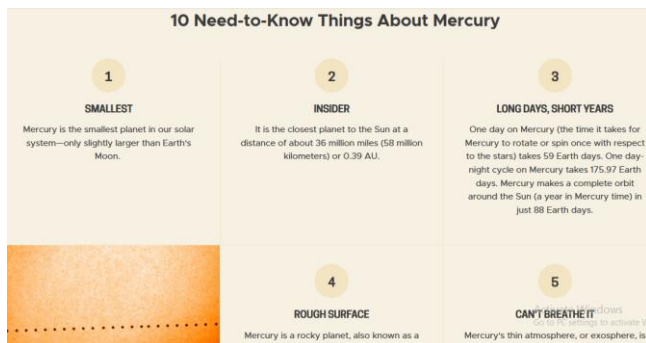 10 Need-to-Know Things About Mercury
1
SMALLEST
Mercury is the smallest planet in our solar
system—only slightly larger than Earth's
Moon.
2
INSIDER
It is the closest planet to the Sun at a
distance of about 36 million miles (58 million
kilometers) or 0.39 AU.
3
LONG DAYS, SHORT YEARS
One day on Mercury (the time it takes for
Mercury to rotate or spin once with respect
to the stars) takes 59 Earth days. One day-
night cycle on Mercury takes 175.97 Earth
days. Mercury makes a complete orbit
around the Sun (a year in Mercury time) in
just 88 Earth days.
4
ROUGH SURFACE
Mercury is a rocky planet, also known as a
5
CAN'T BREATHE IT
Mercury's thin atmosphere, or exosphere, is
Activate Windows
Go to PC settings to activate W